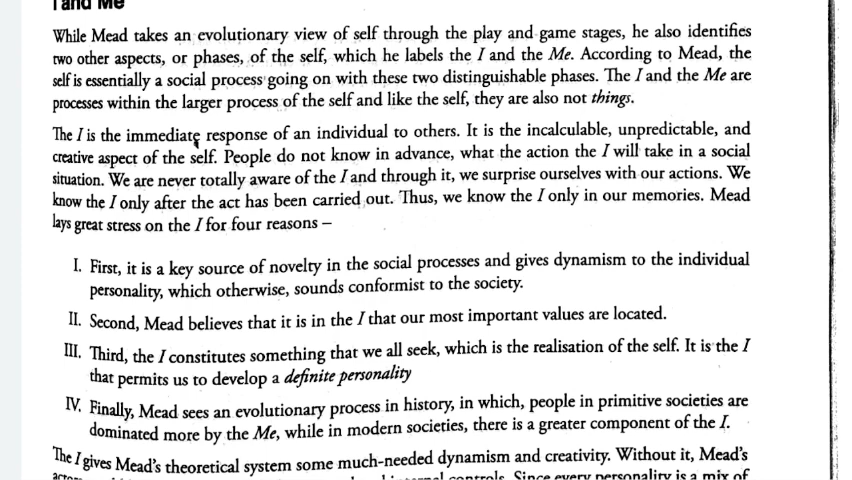 I and Me
While Mead takes an evolutionary view of self through the play and game stages, he also identifies
two other aspects, or phases, of the self, which he labels the I and the Me. According to Mead, the
self is essentially a social process going on with these two distinguishable phases. The I and the Me are
processes within the larger process of the self and like the self, they are also not things.
The I is the immediate response of an individual to others. It is the incalculable, unpredictable, and
creative aspect of the self. People do not know in advance, what the action the I will take in a social
situation. We are never totally aware of the I and through it, we surprise ourselves with our actions. We
know the I only after the act has been carried out. Thus, we know the I only in our memories. Mead
lays great stress on the I for four reasons –
I. First, it is a key source of novelty in the social processes and gives dynamism to the individual
personality, which otherwise, sounds conformist to the society.
II. Second, Mead believes that it is in the I that our most important values are located.
III. Third, the I constitutes something that we all seek, which is the realisation of the self. It is the I
that permits us to develop a definite personality
IV. Finally, Mead sees an evolutionary process in history, in which, people in primitive societies are
dominated more by the Me, while in modern societies, there is a greater component of the I.
The I gives Mead's theoretical system some much-needed dynamism and creativity. Without it, Mead's
controls. Since every personality is a mix of